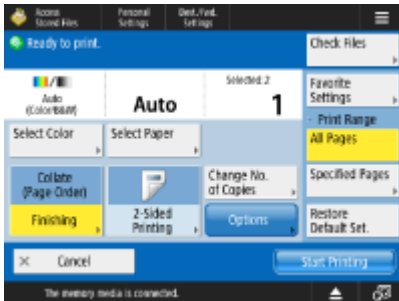 Access
Stored Files
Personal
Settings
Dest./Fwd.
Settings
Ready to print.
Check Files
Auto
(Color/B&W)
Auto
Selected:2
1
Favorite
Settings
Print Range
All Pages
Select Color
Select Paper
Collate
(Page Order)
Finishing
2-Sided
Printing
Change No.
of Copies
Options
Specified Pages
Restore
Default Set.
× Cancel
Start Printing
The memory media is connected.